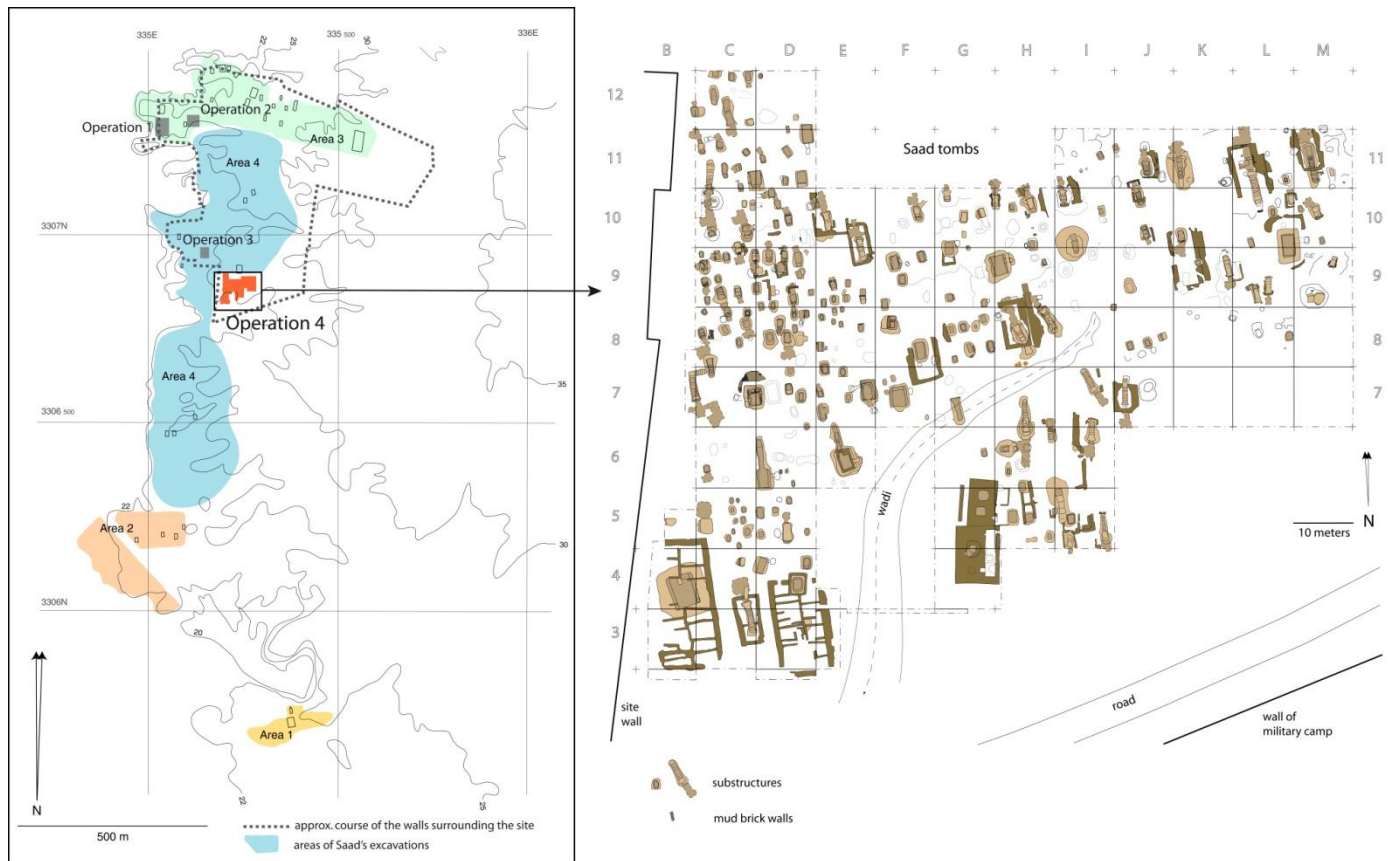 335E
335 500
336E
22
25
30
25
Operation 2
Operation 1
Area 3
Area 4
3307N
Operation 3
Operation 4
Area 4
35
3306 500
22
Area 2
30
3306N
20
Area 1
N
22
25
500 m
approx. course of the walls surrounding the site
areas of Saad's excavations
B C D E F G H I J K L M
12
11
Saad tombs
11
10
10
9
9
8
8
7
7
6
wadi
5
N
10 meters
4
3
site
wall
road
wall of
military camp
substructures
mud brick walls